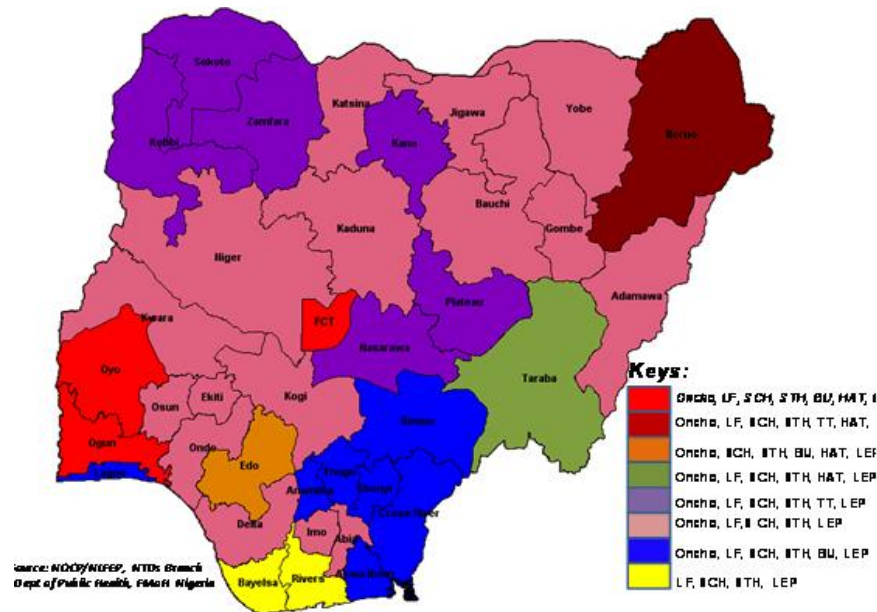 Sokoto
Katsina
Jigawa
Yobe
Borno
Zamfara
Kebbi
Kano
Bauchi
Gombe
Kaduna
Niger
Adamawa
Plateau
FCT
Kwara
Nasarawa
Taraba
Oyo
Kogi
Benue
Osun
Ekiti
Ogun
Ondo
Edo
Lagos
Enugu
Anambra
Ebonyi
Cross River
Delta
Imo
Abia
Akwa Ibom
Bayelsa
Rivers
Keys:
Oncho, LF, SCH, STH, BU, HAT,
Oncho, LF, SCH, STH, TT, HAT,
Oncho, SCH, STH, BU, HAT, LEP
Oncho, LF, SCH, STH, HAT, LEP
Oncho, LF, SCH, STH, TT, LEP
Oncho, LF,SCH, STH, LEP
Oncho, LF, SCH, STH, BU, LEP
LF, SCH, STH, LEP
Source: NOCP/NLFEP, NTDs Branch
Dept of Public Health, FMoH Nigeria